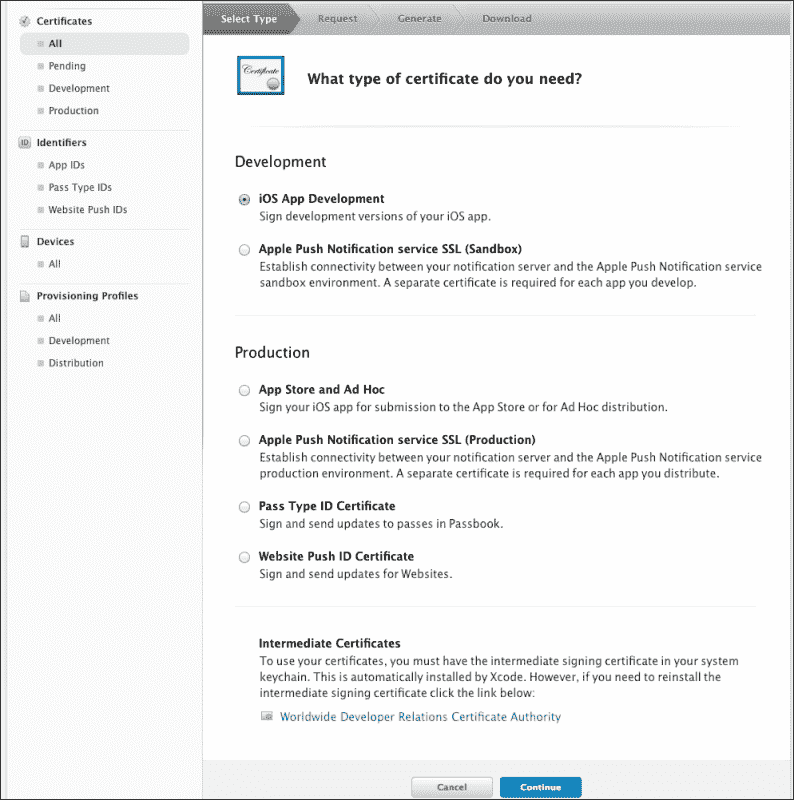 Certificates
All
Pending
Development
Production
ID Identifiers
App IDs
Pass Type IDs
Website Push IDs
Devices
All
Provisioning Profiles
All
Development
Distribution
Select Type Request Generate Download
Certificate
What type of certificate do you need?
Development
iOS App Development
Sign development versions of your iOS app.
Apple Push Notification service SSL (Sandbox)
Establish connectivity between your notification server and the Apple Push Notification service
sandbox environment. A separate certificate is required for each app you develop.
Production
App Store and Ad Hoc
Sign your iOS app for submission to the App Store or for Ad Hoc distribution.
Apple Push Notification service SSL (Production)
Establish connectivity between your notification server and the Apple Push Notification service
production environment. A separate certificate is required for each app you distribute.
Pass Type ID Certificate
Sign and send updates to passes in Passbook.
Website Push ID Certificate
Sign and send updates for Websites.
Intermediate Certificates
To use your certificates, you must have the intermediate signing certificate in your system
keychain. This is automatically installed by Xcode. However, if you need to reinstall the
intermediate signing certificate click the link below:
Worldwide Developer Relations Certificate Authority
Cancel Continue